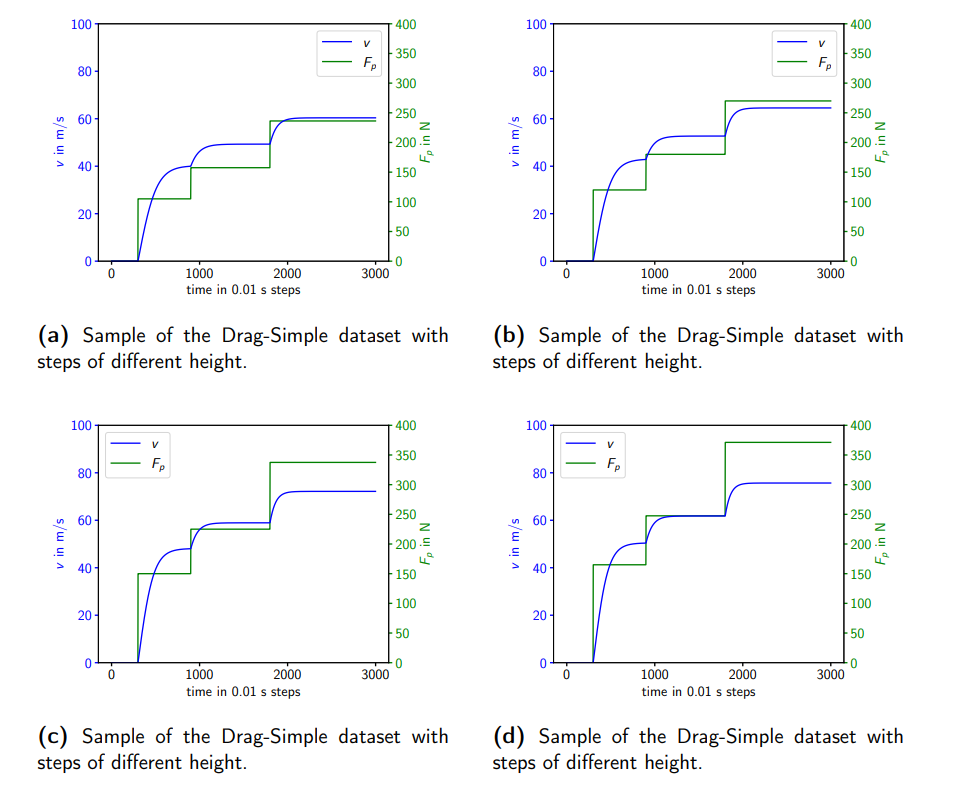 100
80
60
40
20
0
v in m/s
v
F_p
400
350
300
250
200
150
100
50
0
F_p in N
0 1000 2000 3000
time in 0.01 s steps
(a) Sample of the Drag-Simple dataset with
steps of different height.
100
80
60
40
20
0
v in m/s
v
F_p
400
350
300
250
200
150
100
50
0
F_p in N
0 1000 2000 3000
time in 0.01 s steps
(b) Sample of the Drag-Simple dataset with
steps of different height.
100
80
60
40
20
0
v in m/s
v
F_p
400
350
300
250
200
150
100
50
0
F_p in N
0 1000 2000 3000
time in 0.01 s steps
(c) Sample of the Drag-Simple dataset with
steps of different height.
100
80
60
40
20
0
v in m/s
v
F_p
400
350
300
250
200
150
100
50
0
F_p in N
0 1000 2000 3000
time in 0.01 s steps
(d) Sample of the Drag-Simple dataset with
steps of different height.